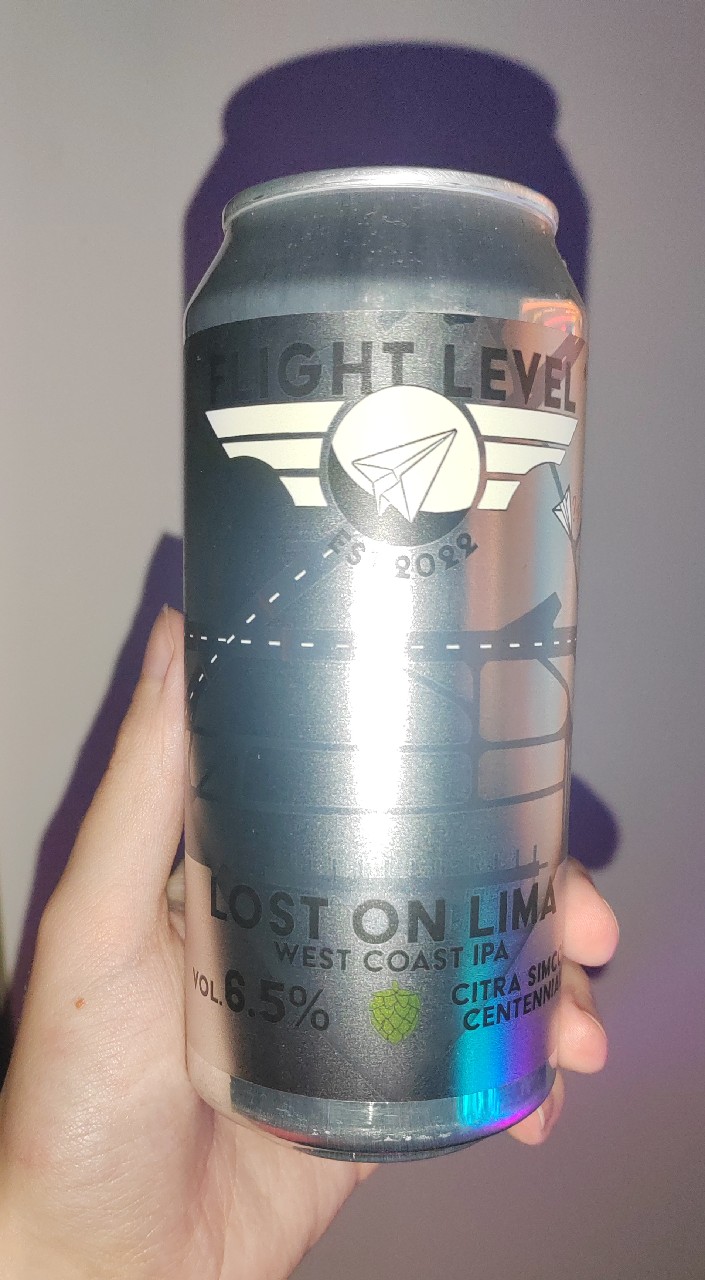 FLIGHT LEVEL
EST 2022
LOST ON LIMA
WEST COAST IPA
VOL. 6.5%
CITRA